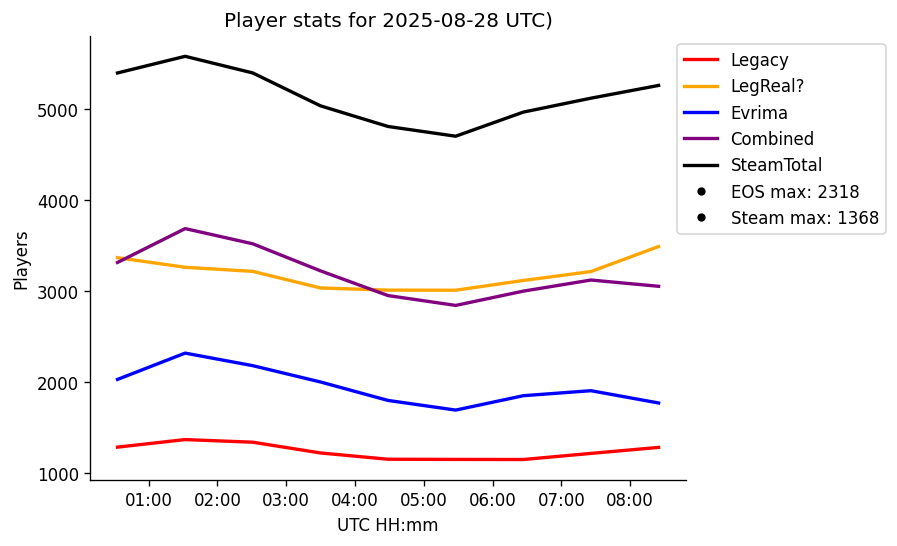 Player stats for 2025-08-28 UTC)
Legacy
LegReal?
Evrima
Combined
SteamTotal
EOS max: 2318
Steam max: 1368
5000
4000
3000
2000
1000
Players
01:00 02:00 03:00 04:00 05:00 06:00 07:00 08:00
UTC HH:mm